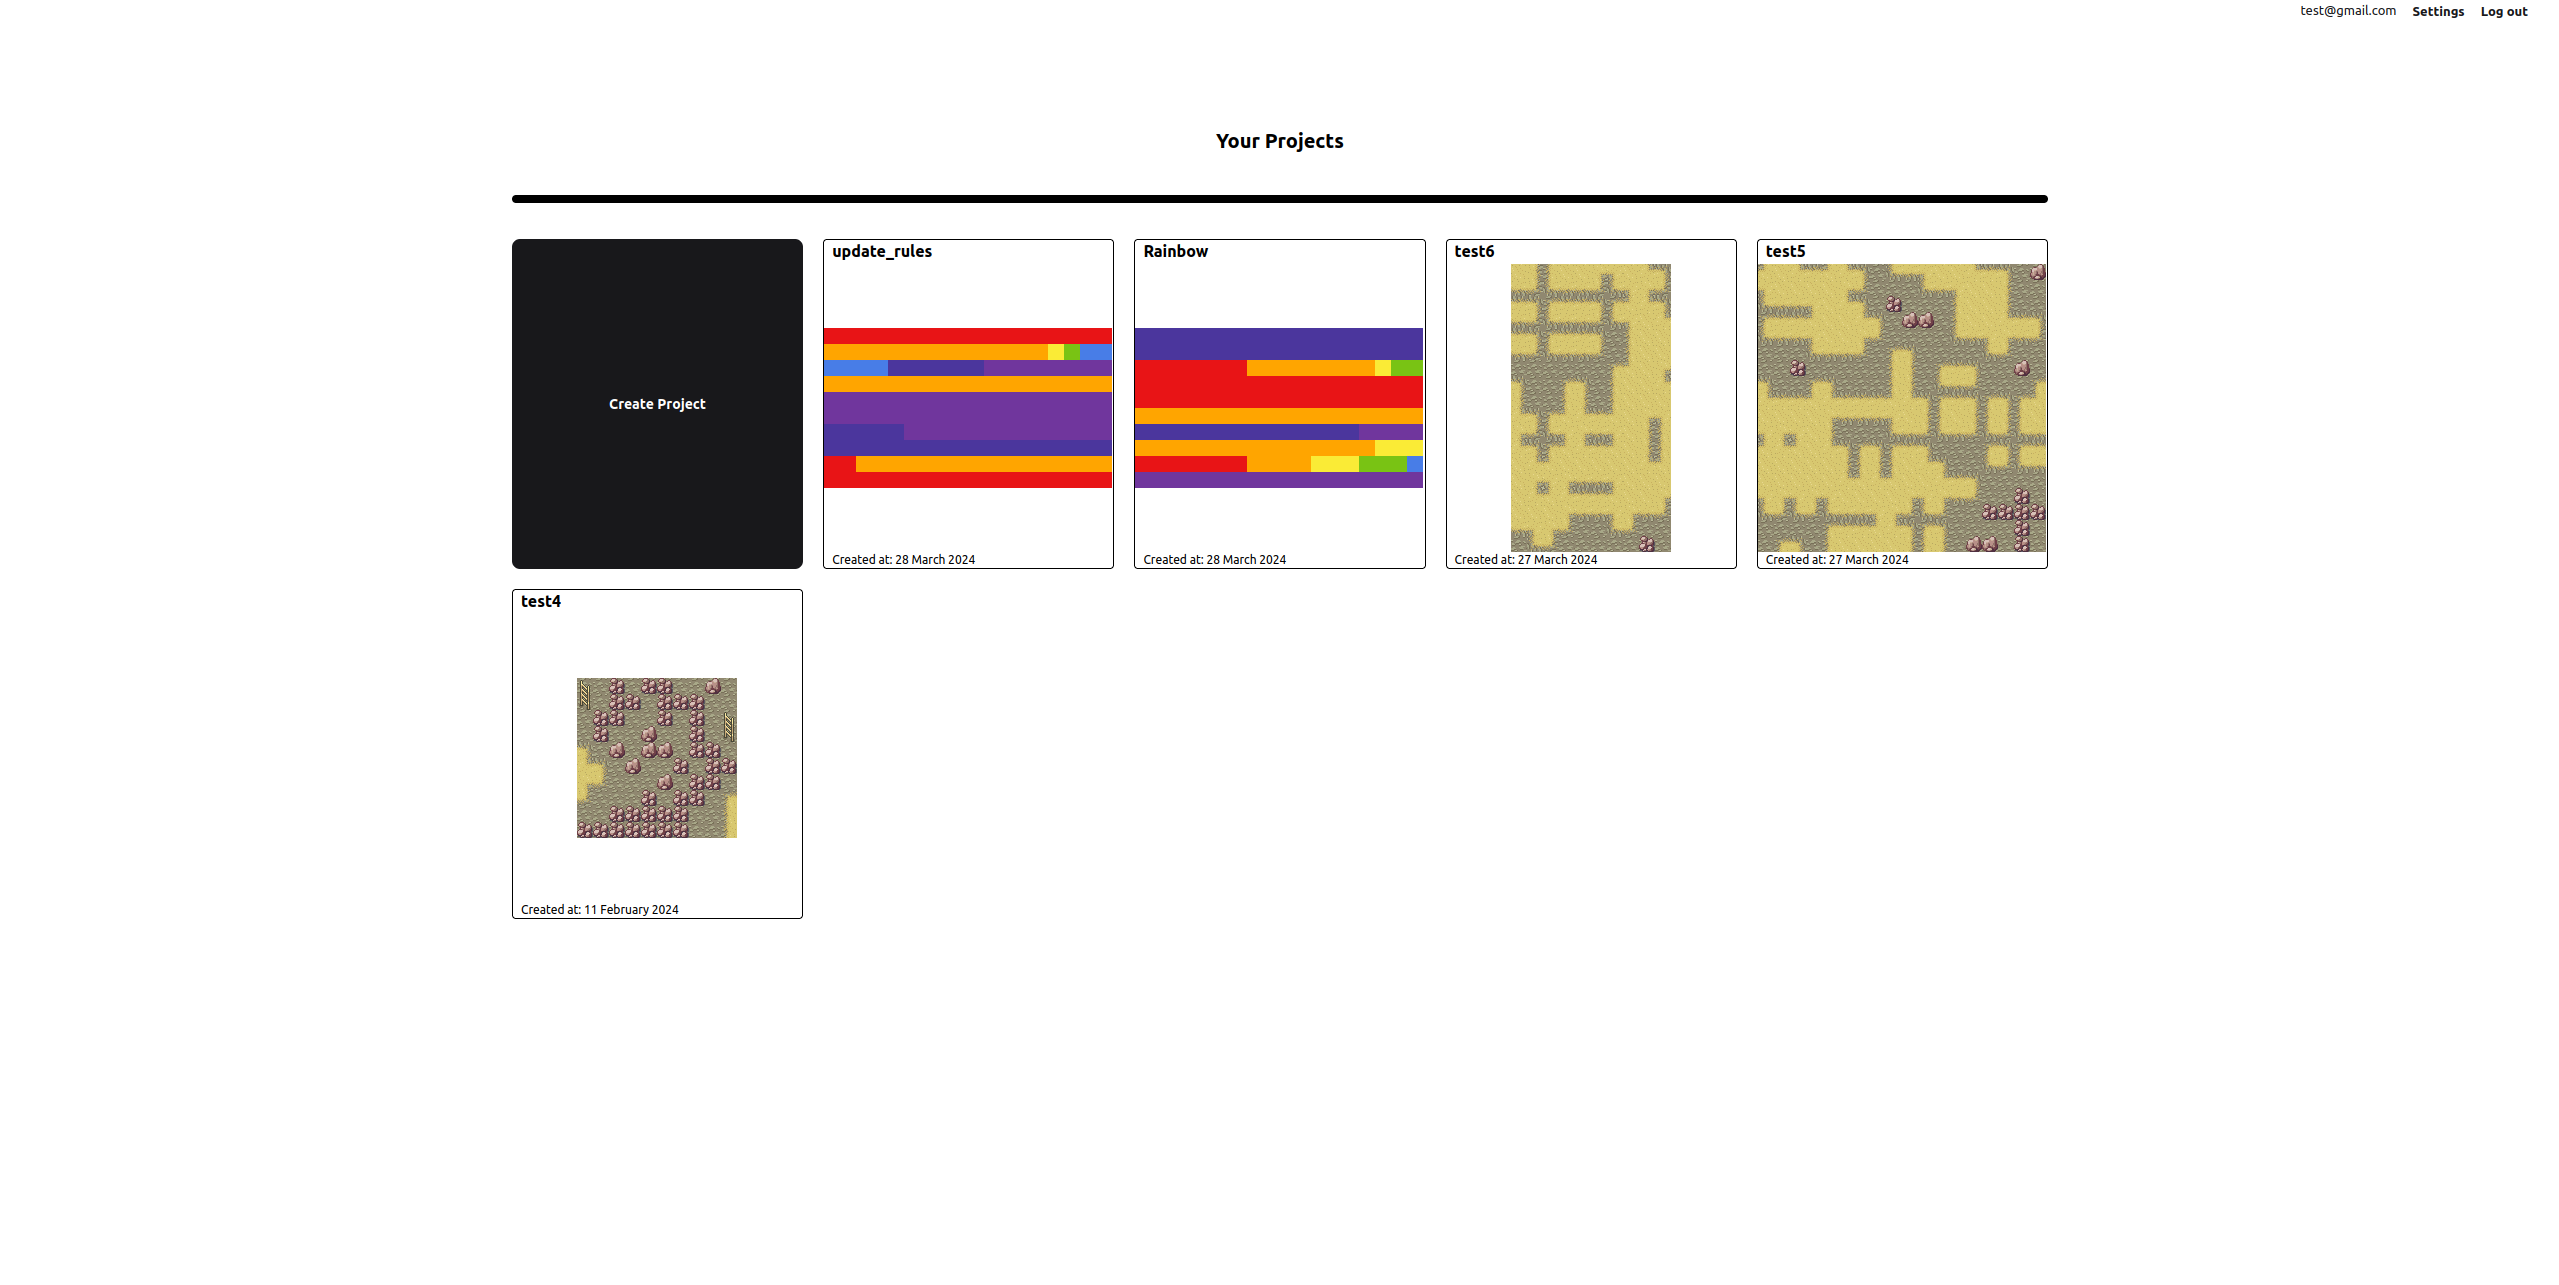 test@gmail.com Settings Log out
Your Projects
Create Project
update_rules
Created at: 28 March 2024
Rainbow
Created at: 28 March 2024
test6
Created at: 27 March 2024
test5
Created at: 27 March 2024
test4
Created at: 11 February 2024